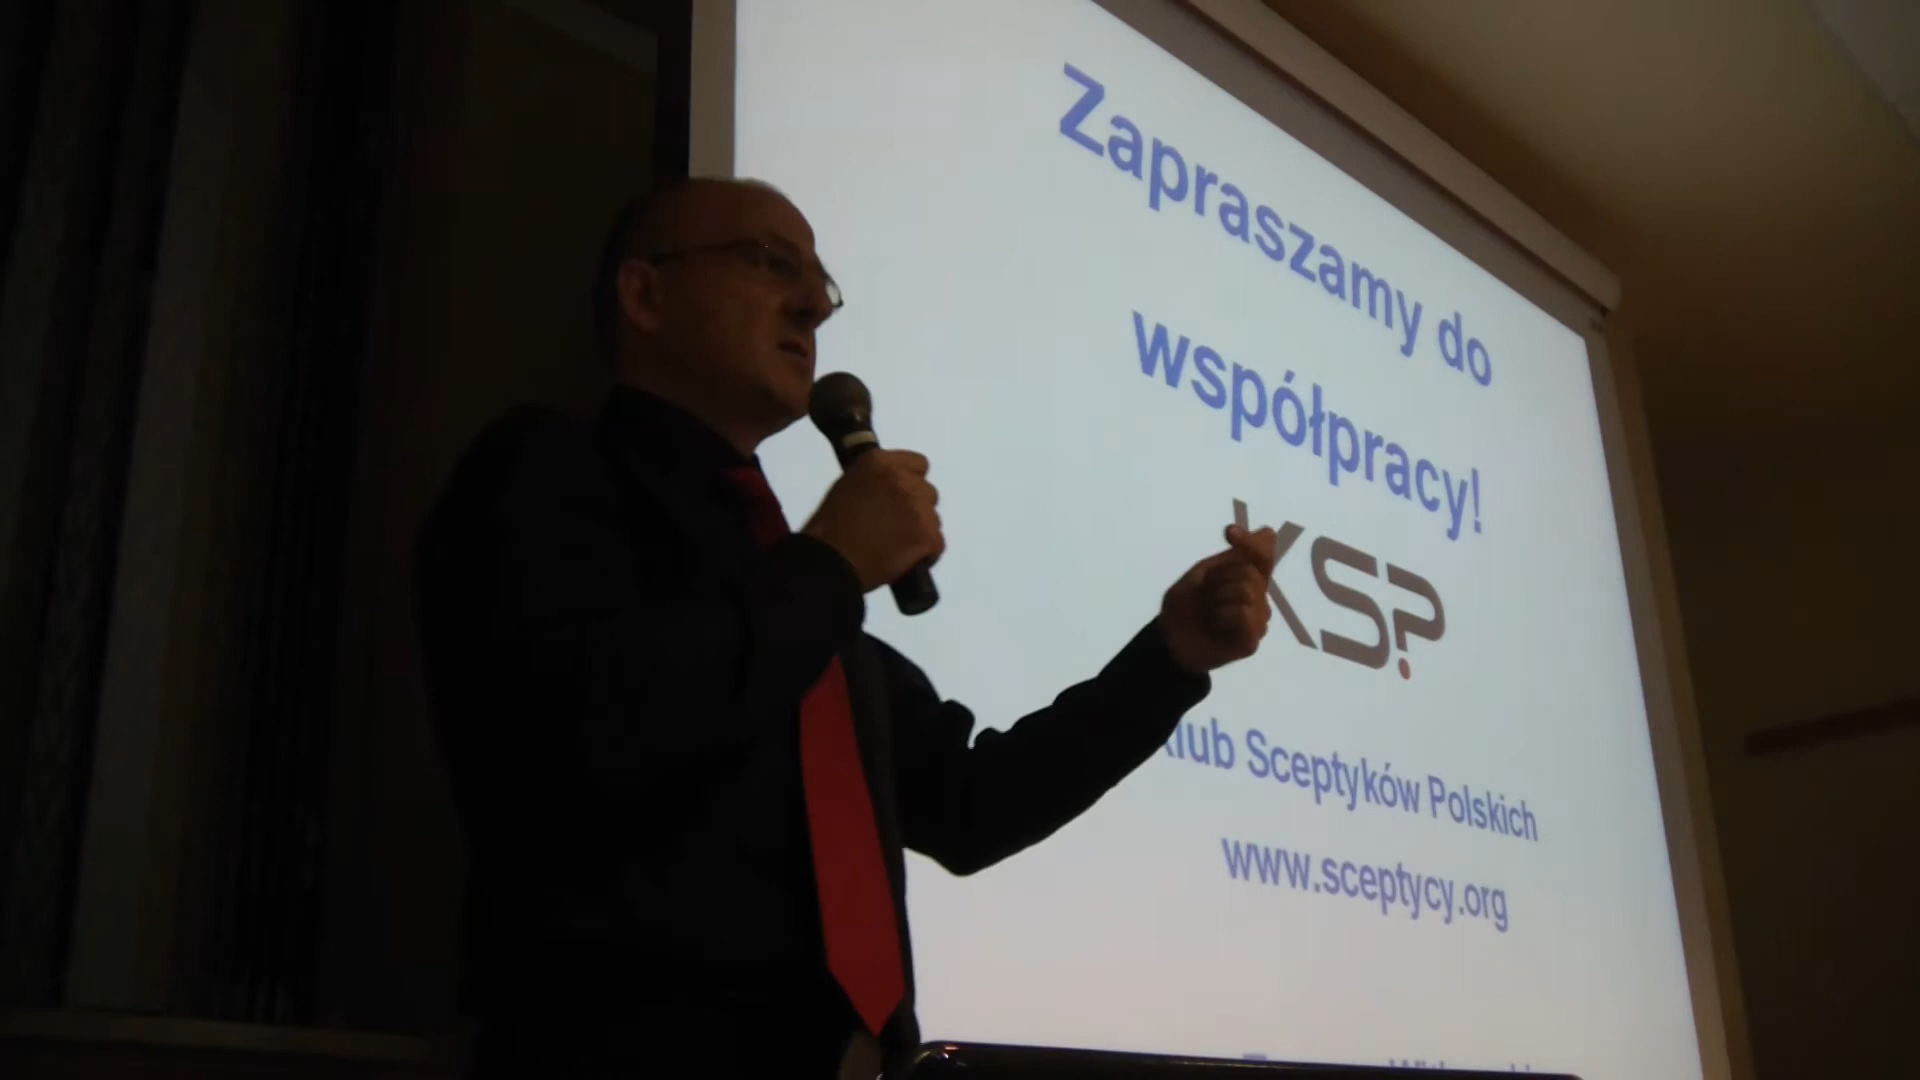 Zapraszamy do
współpracy!
KS?
Klub Sceptyków Polskich
www.sceptycy.org